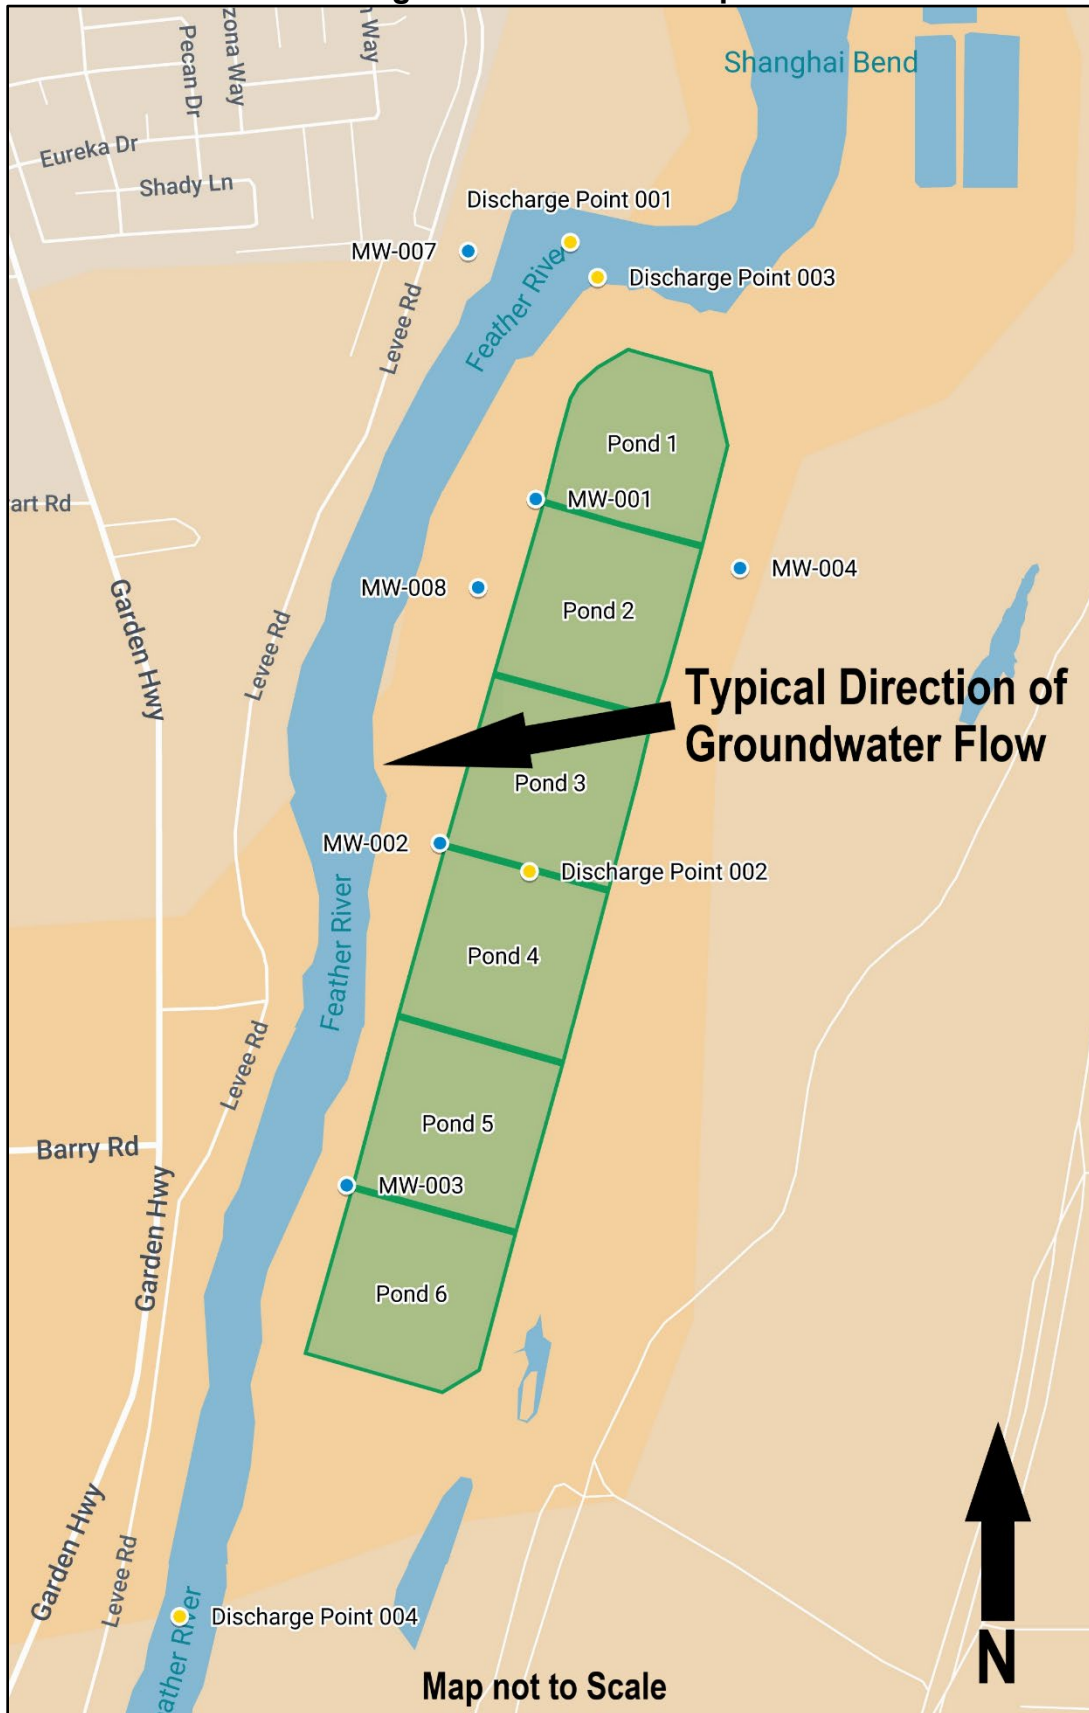 zona Way
n Way
Pecan Dr
Shanghai Bend
Eureka Dr
Shady Ln
Discharge Point 001
MW-007
Feather River
Discharge Point 003
Levee Rd
Pond 1
MW-001
art Rd
MW-004
MW-008
Pond 2
Garden Hwy
Levee Rd
Typical Direction of
Groundwater Flow
Pond 3
MW-002
Discharge Point 002
Feather River
Pond 4
Levee Rd
Pond 5
Barry Rd
MW-003
Garden Hwy
Pond 6
Garden Hwy
Levee Rd
Discharge Point 004
ather River
N
Map not to Scale